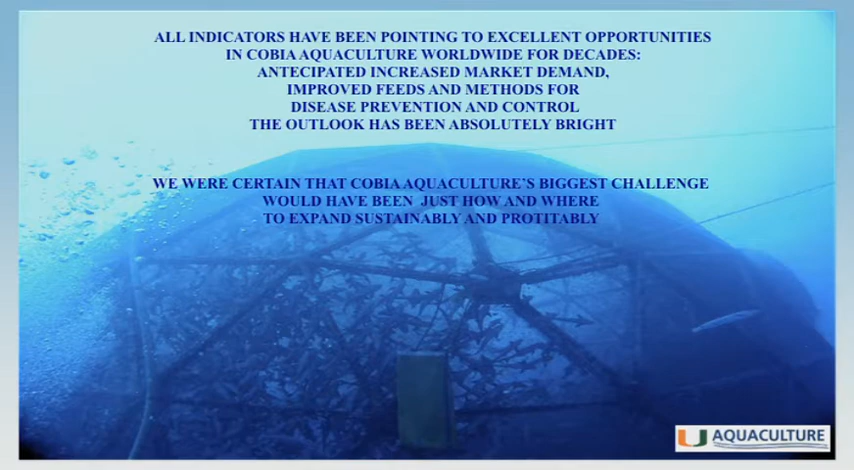 ALL INDICATORS HAVE BEEN POINTING TO EXCELLENT OPPORTUNITIES
IN COBIA AQUACULTURE WORLDWIDE FOR DECADES:
ANTECIPATED INCREASED MARKET DEMAND,
IMPROVED FEEDS AND METHODS FOR
DISEASE PREVENTION AND CONTROL
THE OUTLOOK HAS BEEN ABSOLUTELY BRIGHT
WE WERE CERTAIN THAT COBIA AQUACULTURE'S BIGGEST CHALLENGE
WOULD HAVE BEEN JUST HOW AND WHERE
TO EXPAND SUSTAINABLY AND PROTITABLY
U AQUACULTURE